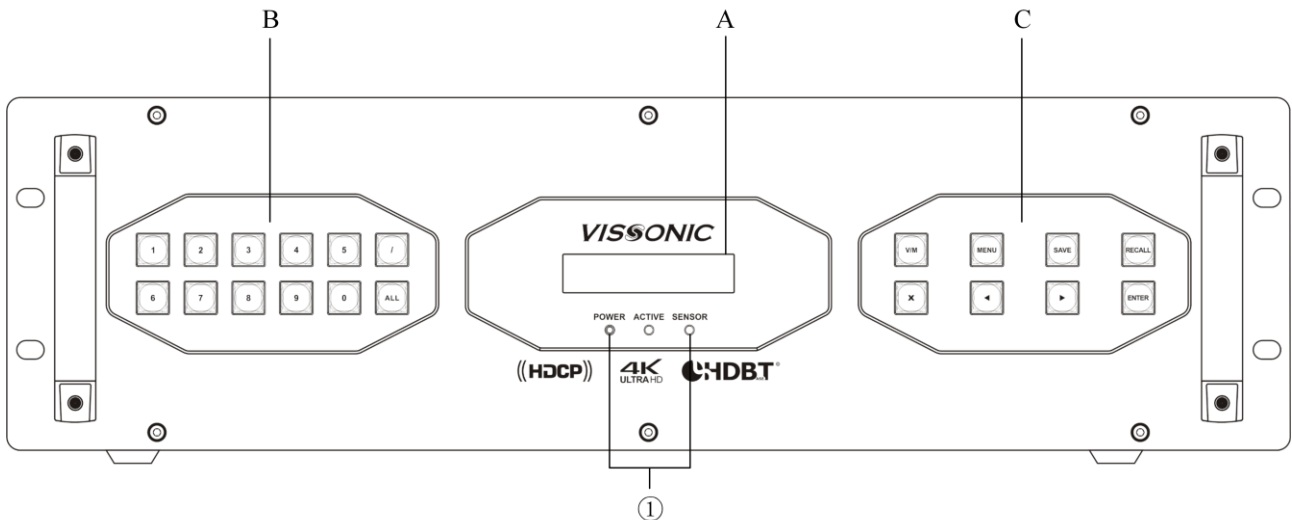 B A C
VISSONIC
1 2 3 4 5 / V/M MENU SAVE RECALL
6 7 8 9 0 ALL X ◄ ► ENTER
POWER ACTIVE SENSOR
((HDCP)) 4K HDBT
ULTRA HD
①